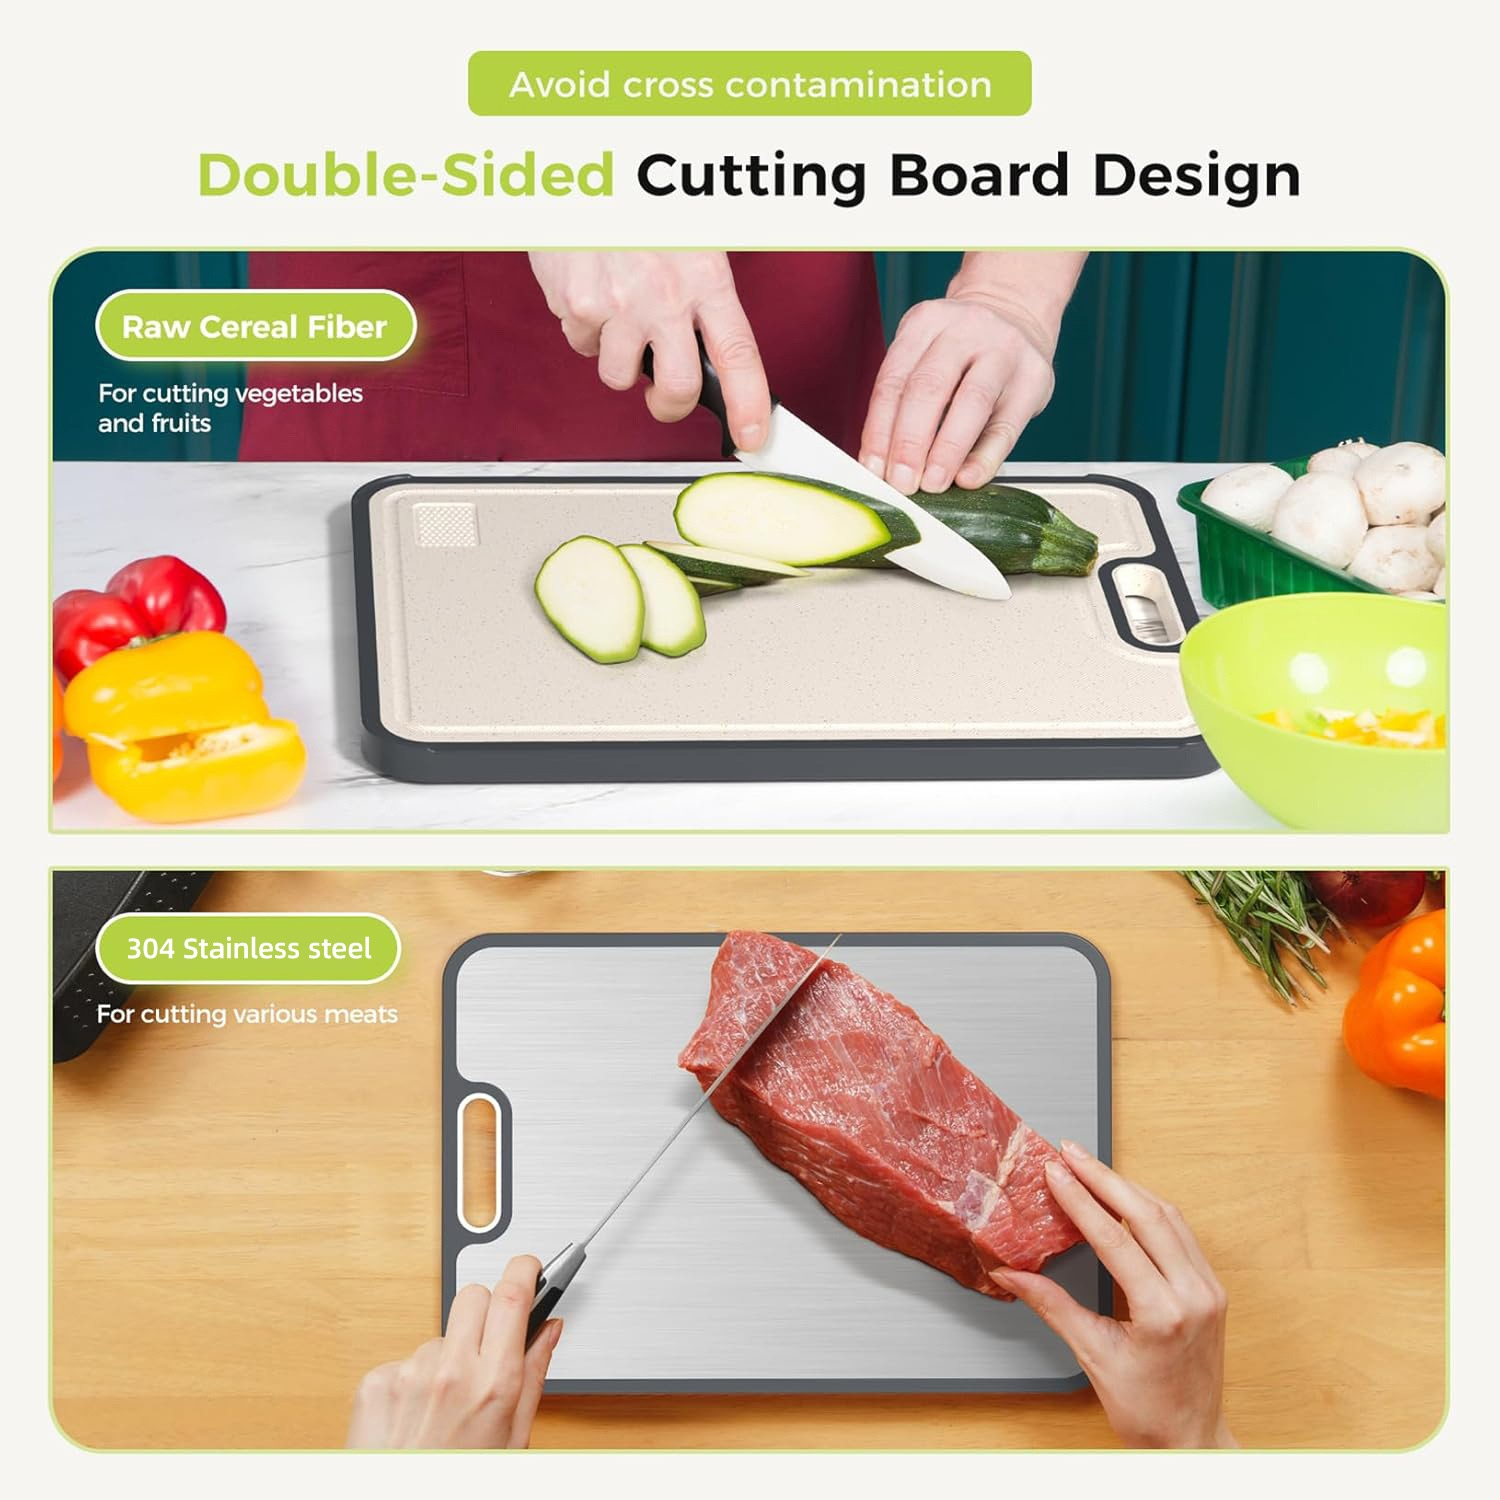 Avoid cross contamination
Double-Sided Cutting Board Design
Raw Cereal Fiber
For cutting vegetables
and fruits
304 Stainless steel
For cutting various meats